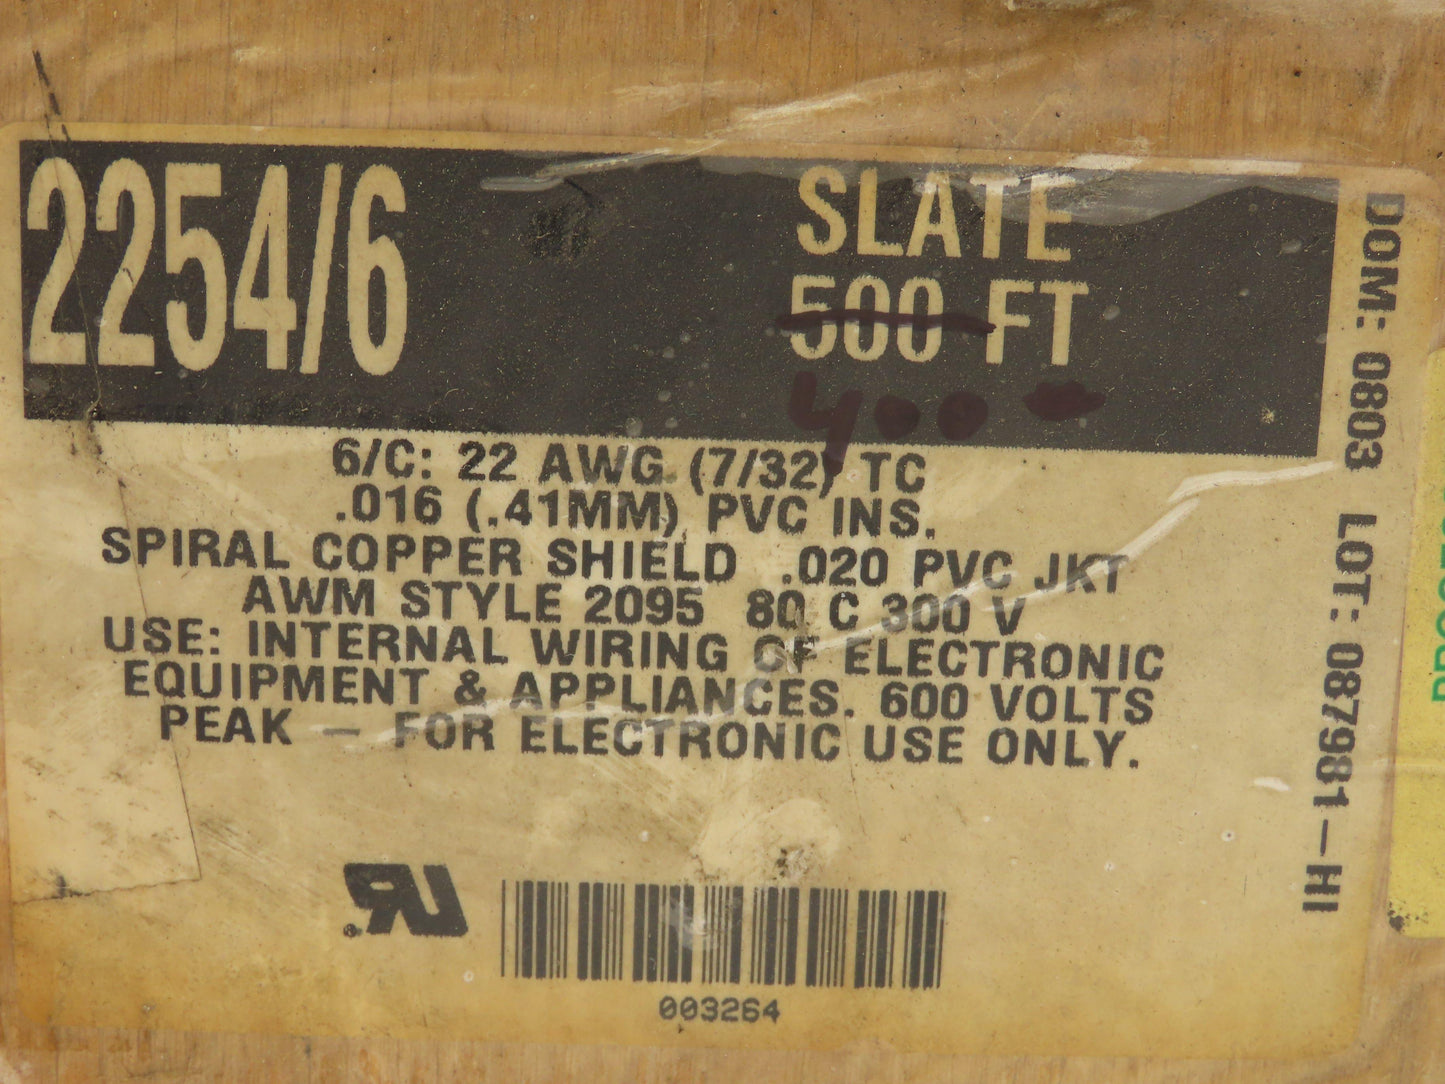 2254/6
SLATE
500 FT
400 -
6/C: 22 AWG. (7/32) TC
.016 (.41MM) PVC INS.
SPIRAL COPPER SHIELD .020 PVC JKT
AWM STYLE 2095 80 C 300 V
USE: INTERNAL WIRING OF ELECTRONIC
EQUIPMENT & APPLIANCES. 600 VOLTS
PEAK — FOR ELECTRONIC USE ONLY.
RU®
003264
DOM: 0803 LOT: 087981-HI